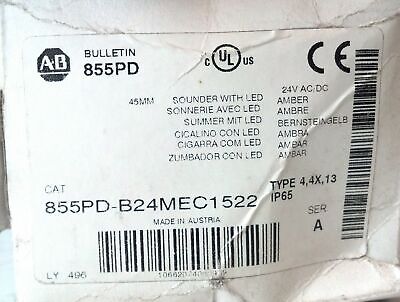 AB
BULLETIN
855PD
C UL US
CE
45MM
SOUNDER WITH LED
SONNERIE AVEC LED
SUMMER MIT LED
CICALINO CON LED
CIGARRA COM LED
ZUMBADOR CON LED
24V AC/DC
AMBER
AMBRE
BERNSTEINGELB
AMBRA
AMBAR
AMBAR
CAT
855PD-B24MEC1522
TYPE 4,4X,13
IP65
MADE IN AUSTRIA
SER
A
LY 496